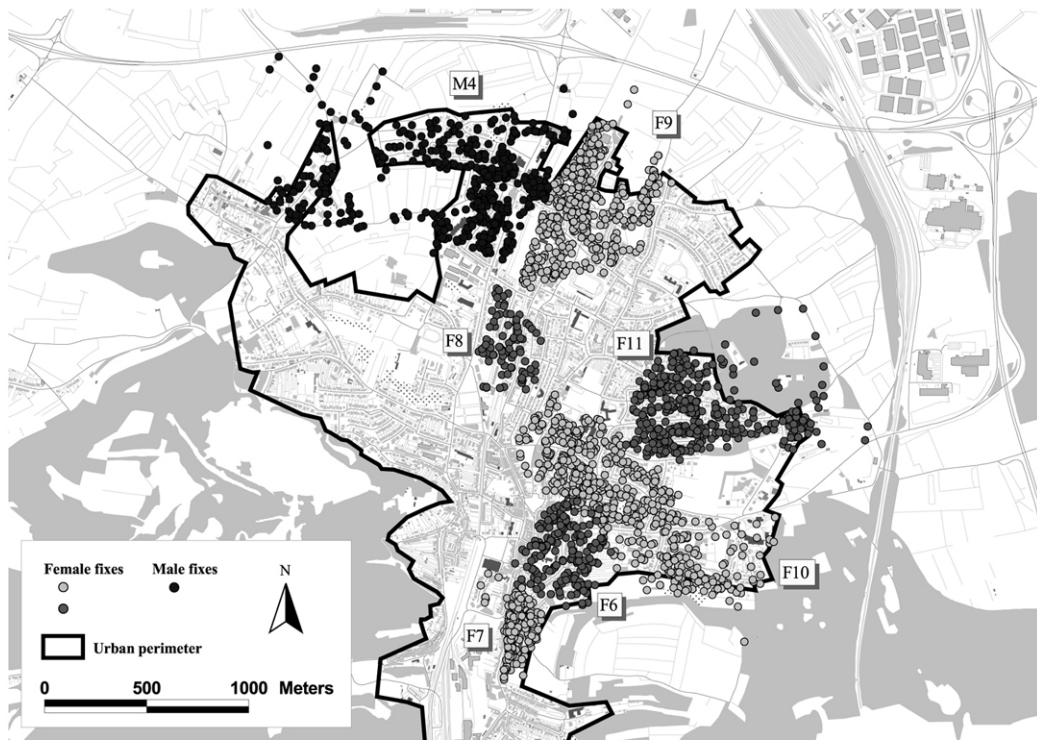 M4
F9
F8
F11
F10
F6
F7
Female fixes Male fixes
N
Urban perimeter
0 500 1000 Meters